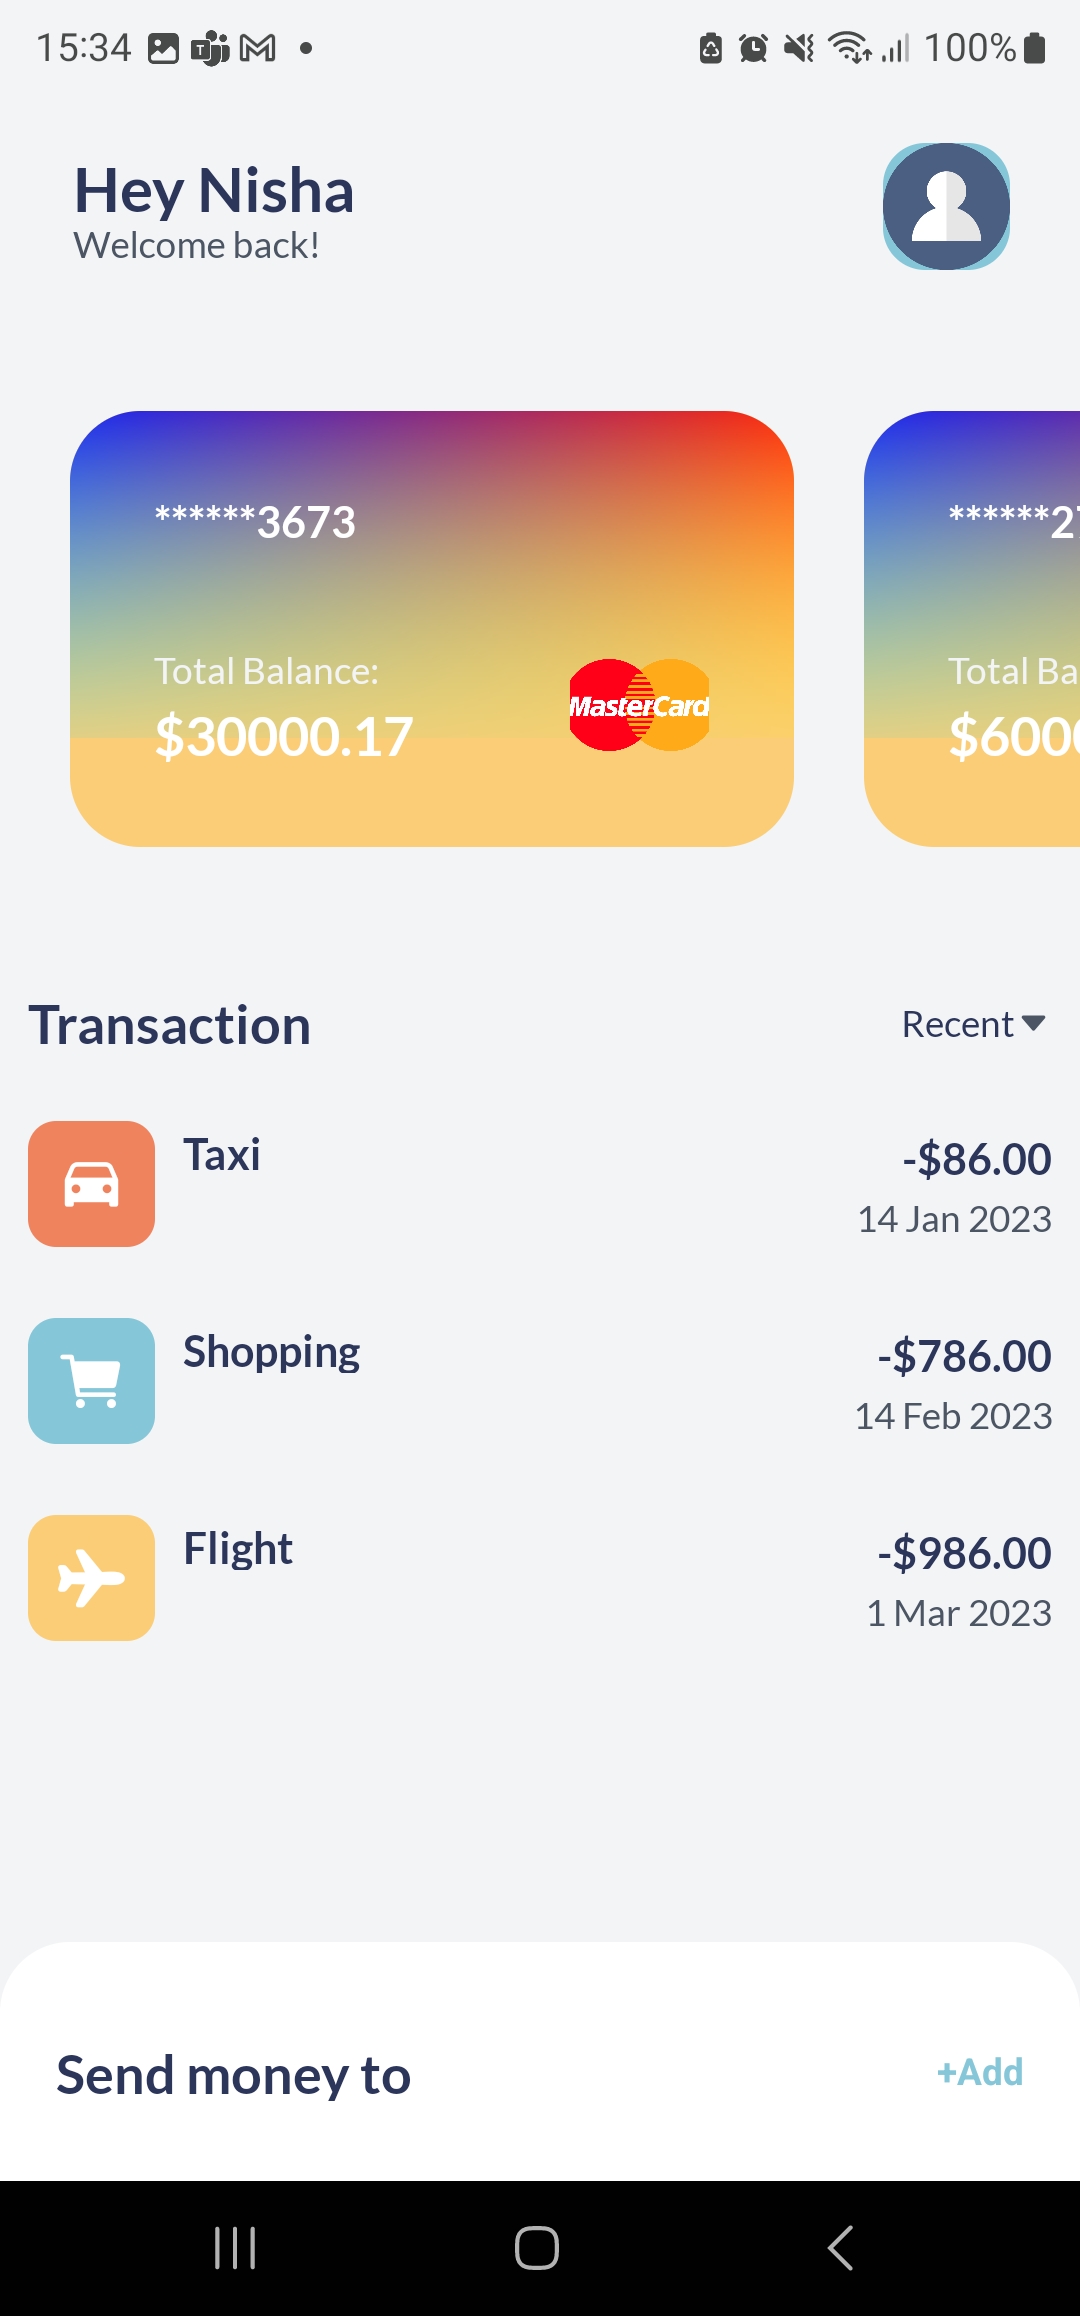 15:34 100%
Hey Nisha
Welcome back!
******3673
Total Balance:
$30000.17
MasterCard
******2
Total Ba
$600
Transaction
Recent
Taxi
-$86.00
14 Jan 2023
Shopping
-$786.00
14 Feb 2023
Flight
-$986.00
1 Mar 2023
Send money to
+Add